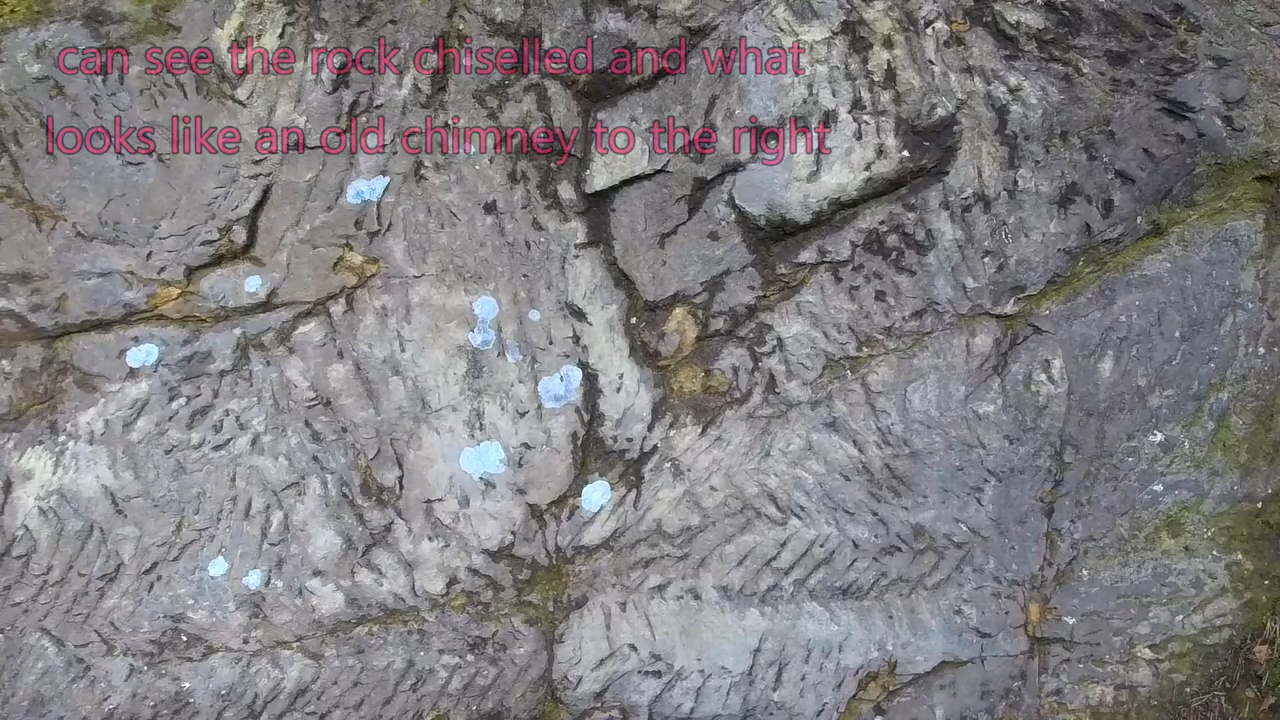 can see the rock chiselled and what
looks like an old chimney to the right